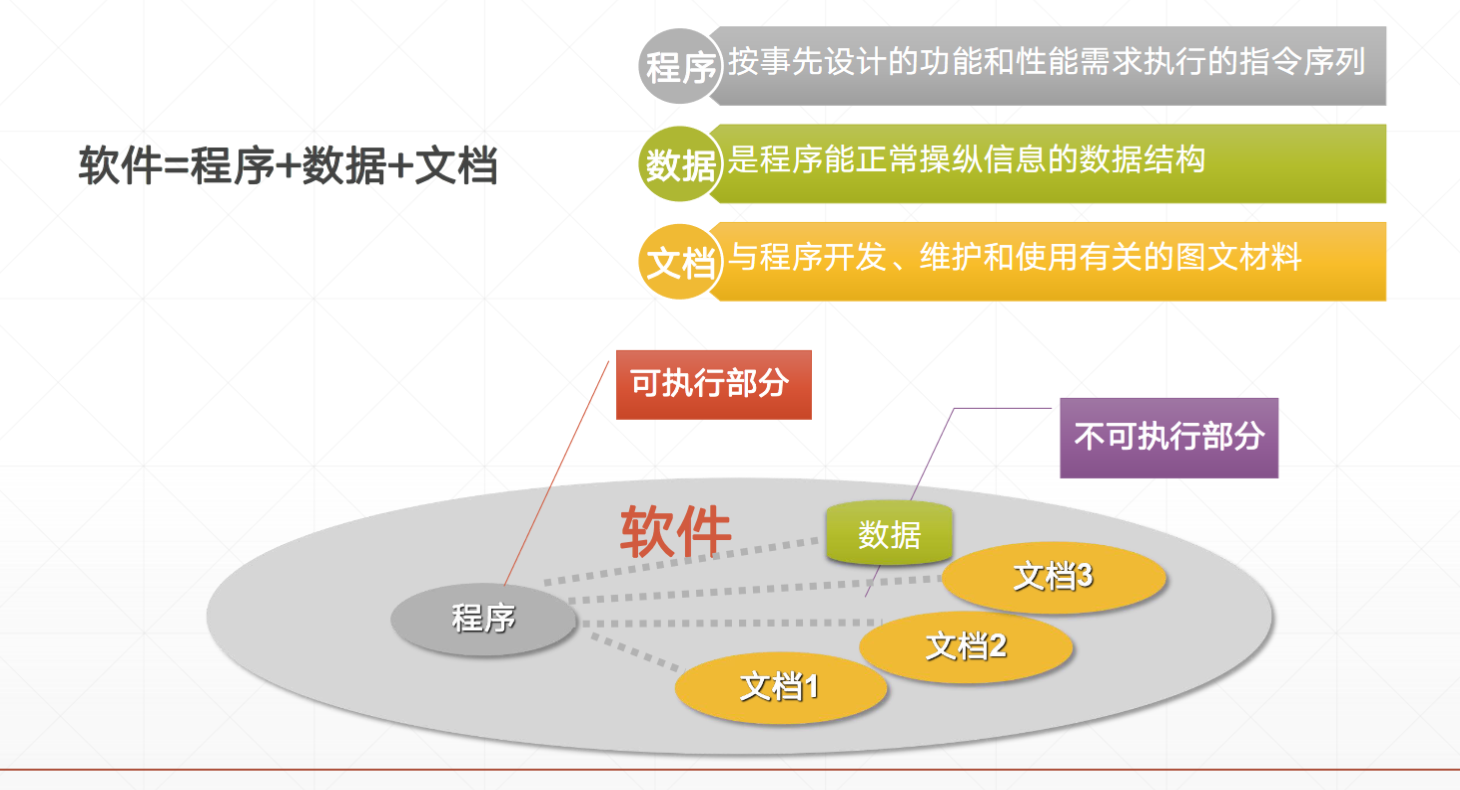 程序
按事先设计的功能和性能需求执行的指令序列
软件=程序+数据+文档
数据
是程序能正常操纵信息的数据结构
文档
与程序开发、维护和使用有关的图文材料
可执行部分
不可执行部分
软件
数据
文档3
程序
文档2
文档1